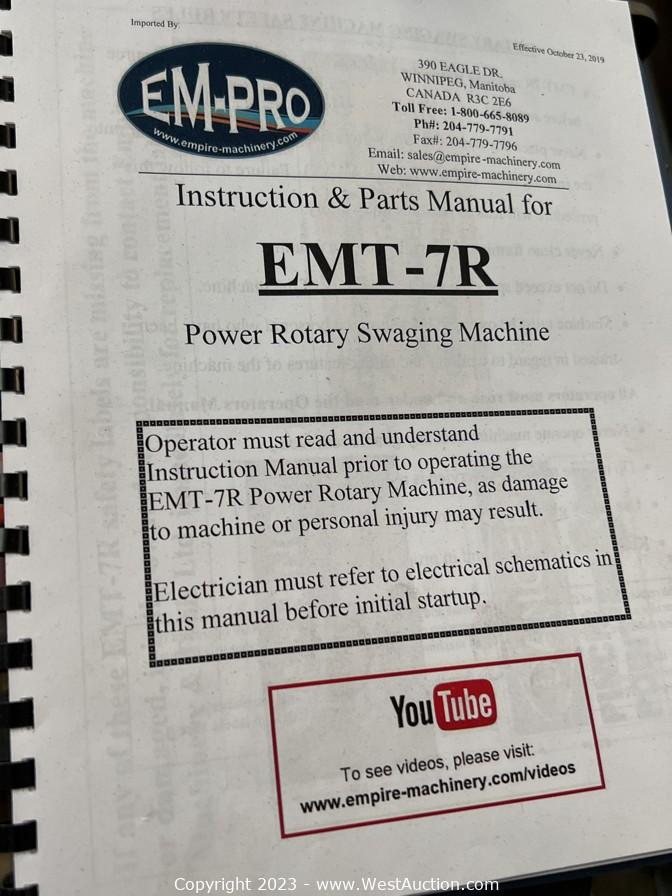 Imported By:
Effective October 23, 2019
EM-PRO
www.empire-machinery.com
390 EAGLE DR.
WINNIPEG, Manitoba
CANADA R3C 2E6
Toll Free: 1-800-665-8089
Ph#: 204-779-7791
Fax#: 204-779-7796
Email: sales@empire-machinery.com
Web: www.empire-machinery.com
Instruction & Parts Manual for
EMT-7R
Power Rotary Swaging Machine
Operator must read and understand
Instruction Manual prior to operating the
EMT-7R Power Rotary Machine, as damage
to machine or personal injury may result.
Electrician must refer to electrical schematics in
this manual before initial startup.
YouTube
To see videos, please visit:
www.empire-machinery.com/videos
Copyright 2023 - www.WestAuction.com